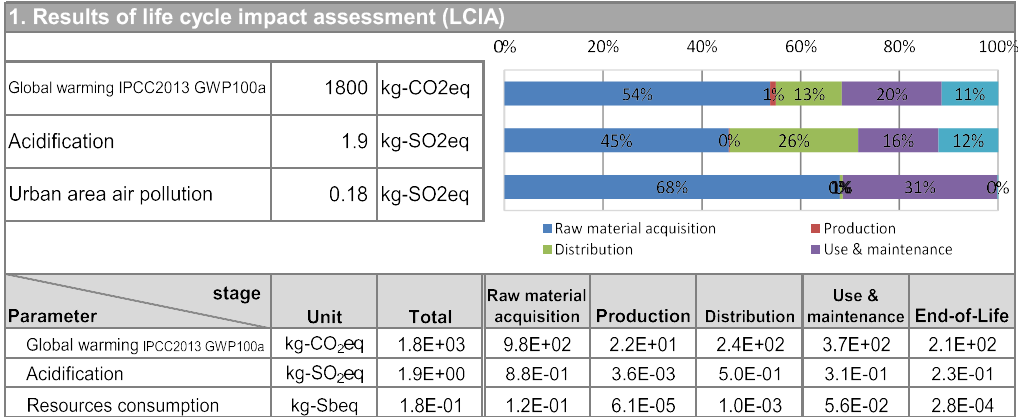 1. Results of life cycle impact assessment (LCIA)
0% 20% 40% 60% 80% 100%
Global warming IPCC2013 GWP100a 1800 kg-CO2eq 54% 1% 13% 20% 11%
Acidification 1.9 kg-SO2eq 45% 0% 26% 16% 12%
Urban area air pollution 0.18 kg-SO2eq 68% 0% 1% 31% 0%
Raw material acquisition Production
Distribution Use & maintenance
stage
Parameter Unit Total Raw material acquisition Production Distribution Use & maintenance End-of-Life
Global warming IPCC2013 GWP100a kg-CO2eq 1.8E+03 9.8E+02 2.2E+01 2.4E+02 3.7E+02 2.1E+02
Acidification kg-SO2eq 1.9E+00 8.8E-01 3.6E-03 5.0E-01 3.1E-01 2.3E-01
Resources consumption kg-Sbeq 1.8E-01 1.2E-01 6.1E-05 1.0E-03 5.6E-02 2.8E-04